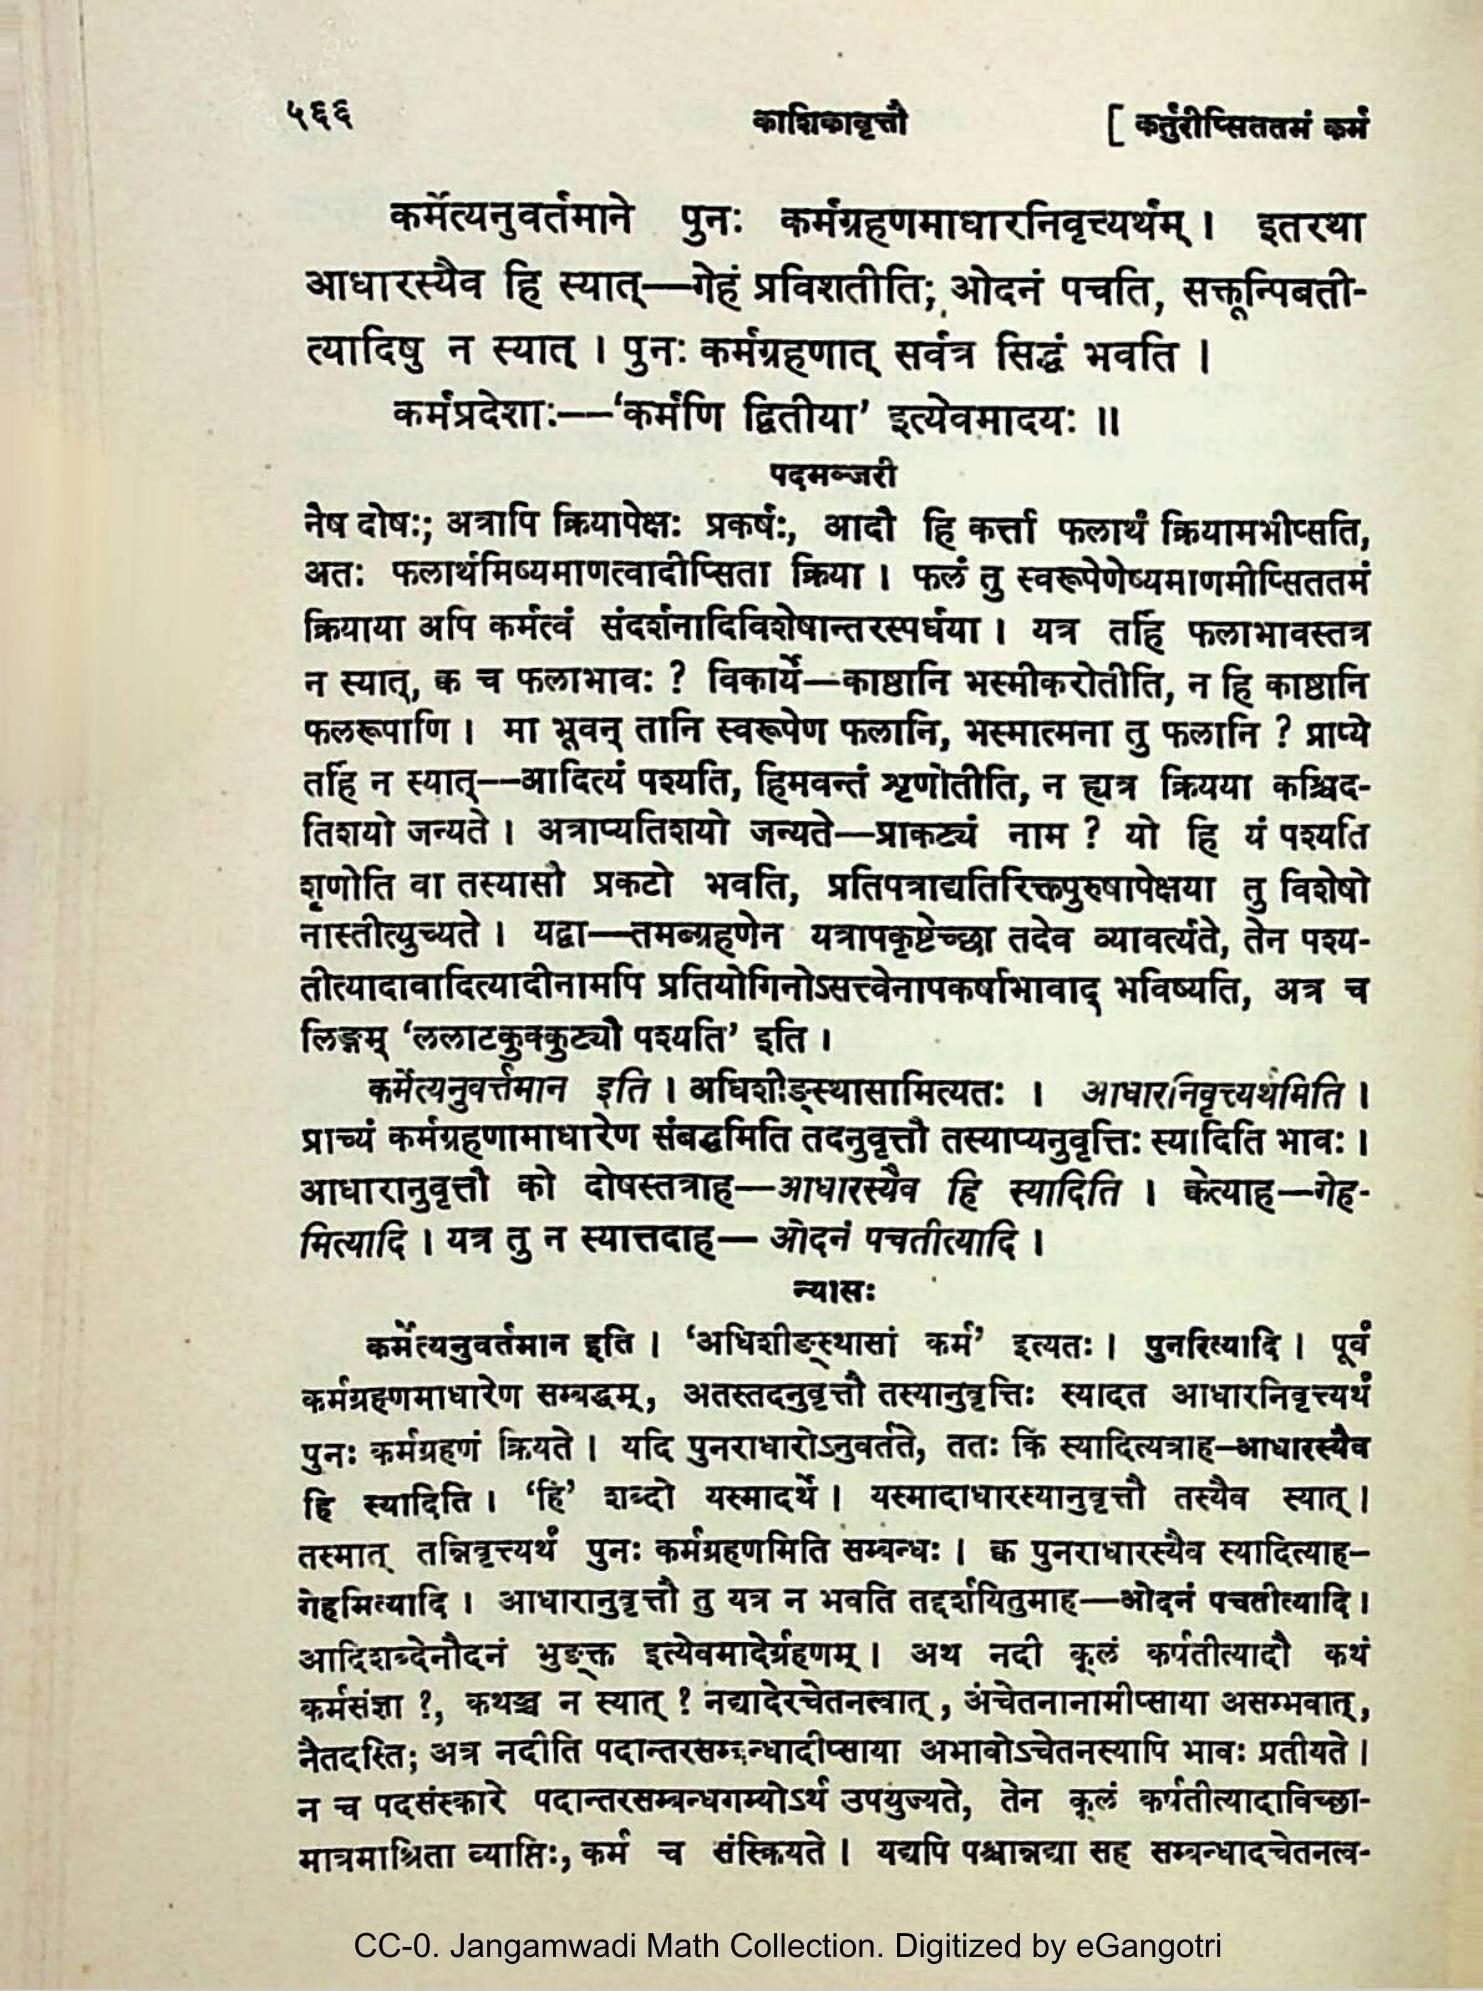 ५६६ काशिकावृत्तौ [ कर्तुरीप्सिततमं कर्म
कर्मेत्यनुवर्तमाने पुनः कर्मग्रहणमाधारनिवृत्त्यर्थम् । इतरथा
आधारस्यैव हि स्यात्—गेहं प्रविशतीति; ओदनं पचति, सक्तून्पिबती-
त्यादिषु न स्यात् । पुनः कर्मग्रहणात् सर्वत्र सिद्धं भवति ।
कर्मप्रदेशाः—‘कर्मणि द्वितीया’ इत्येवमादयः ॥
पदमञ्जरी
नैष दोषः; अत्रापि क्रियापेक्षः प्रकर्षः, आदौ हि कर्त्ता फलार्थं क्रियामभीप्सति,
अतः फलार्थमिष्यमाणत्वादीप्सिता क्रिया । फलं तु स्वरूपेणेष्यमाणमीप्सिततमं
क्रियाया अपि कर्मत्वं संदर्शनादिविशेषान्तरस्पर्धया । यत्र तर्हि फलाभावस्तत्र
न स्यात्, क्व च फलाभावः ? विकार्ये—काष्ठानि भस्मीकरोतीति, न हि काष्ठानि
फलरूपाणि । मा भूवन् तानि स्वरूपेण फलानि, भस्मात्मना तु फलानि ? प्राप्ये
तर्हि न स्यात्—आदित्यं पश्यति, हिमवन्तं शृणोतीति, न ह्यत्र क्रियया कश्चिद-
तिशयो जन्यते । अत्राप्यतिशयो जन्यते—प्राकट्यं नाम ? यो हि यं पश्यति
शृणोति वा तस्यासौ प्रकटो भवति, प्रतिपत्राद्यतिरिक्तपुरुषापेक्षया तु विशेषो
नास्तीत्युच्यते । यद्वा—तमब्ग्रहणेन यत्रापकृष्टेच्छा तदेव व्यावर्त्यते, तेन पश्य-
तीत्यादावादित्यादीनामपि प्रतियोगिनोऽसत्त्वेनापकर्षाभावाद् भविष्यति, अत्र च
लिङ्गम् ‘ललाटकुक्कुट्यौ पश्यति’ इति ।
कर्मेत्यनुवर्त्तमान इति । अधिशीङ्स्थासामित्यतः । आधारनिवृत्त्यर्थमिति ।
प्राच्यं कर्मग्रहणामाधारेण संबद्धमिति तदनुवृत्तौ तस्याप्यनुवृत्तिः स्यादिति भावः ।
आधारानुवृत्तौ को दोषस्तत्राह—आधारस्यैव हि स्यादिति । क्वेत्याह—गेह-
मित्यादि । यत्र तु न स्यात्तदाह— ओदनं पचतीत्यादि ।
न्यासः
कर्मेत्यनुवर्तमान इति । ‘अधिशीङ्स्थासां कर्म’ इत्यतः । पुनरित्यादि । पूर्वं
कर्मग्रहणमाधारेण सम्बद्धम्, अतस्तदनुवृत्तौ तस्यानुवृत्तिः स्यादत आधारनिवृत्त्यर्थं
पुनः कर्मग्रहणं क्रियते । यदि पुनराधारोऽनुवर्तते, ततः किं स्यादित्यत्राह—आधारस्यैव
हि स्यादिति । ‘हि’ शब्दो यस्मादर्थे । यस्मादाधारस्यानुवृत्तौ तस्यैव स्यात् ।
तस्मात् तन्निवृत्त्यर्थं पुनः कर्मग्रहणमिति सम्बन्धः । क्व पुनराधारस्यैव स्यादित्याह—
गेहमित्यादि । आधारानुवृत्तौ तु यत्र न भवति तद्दर्शयितुमाह—ओदनं पचतीत्यादि ।
आदिशब्देनौदनं भुङ्क्त इत्येवमादेर्ग्रहणम् । अथ नदी कूलं कर्षतीत्यादौ कथं
कर्मसंज्ञा ?, कथञ्च न स्यात् ? नद्यादेरचेतनत्वात्, अचेतनानामीप्साया असम्भवात्,
नैतदस्ति; अत्र नदीति पदान्तरसम्बन्धादीप्साया अभावोऽचेतनस्यापि भावः प्रतीयते ।
न च पदसंस्कारे पदान्तरसम्बन्धगम्योऽर्थ उपयुज्यते, तेन कूलं कर्षतीत्यादाविच्छा-
मात्रमाश्रिता व्याप्तिः, कर्म च संस्क्रियते । यद्यपि पश्चान्नद्या सह सम्बन्धादचेतनत्व-
CC-0. Jangamwadi Math Collection. Digitized by eGangotri